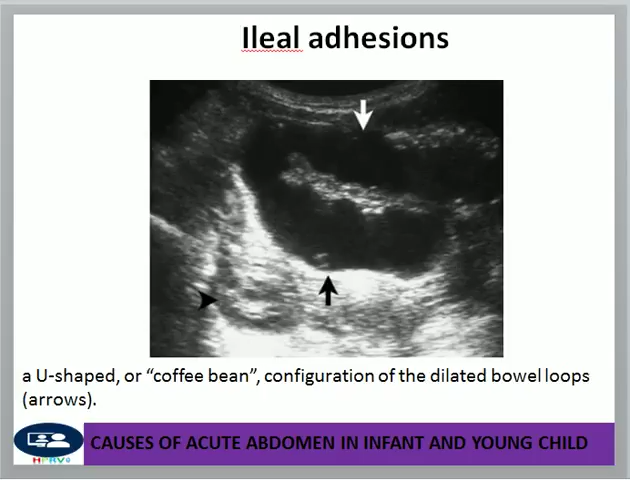 Ileal adhesions
a U-shaped, or “coffee bean”, configuration of the dilated bowel loops
(arrows).
CAUSES OF ACUTE ABDOMEN IN INFANT AND YOUNG CHILD